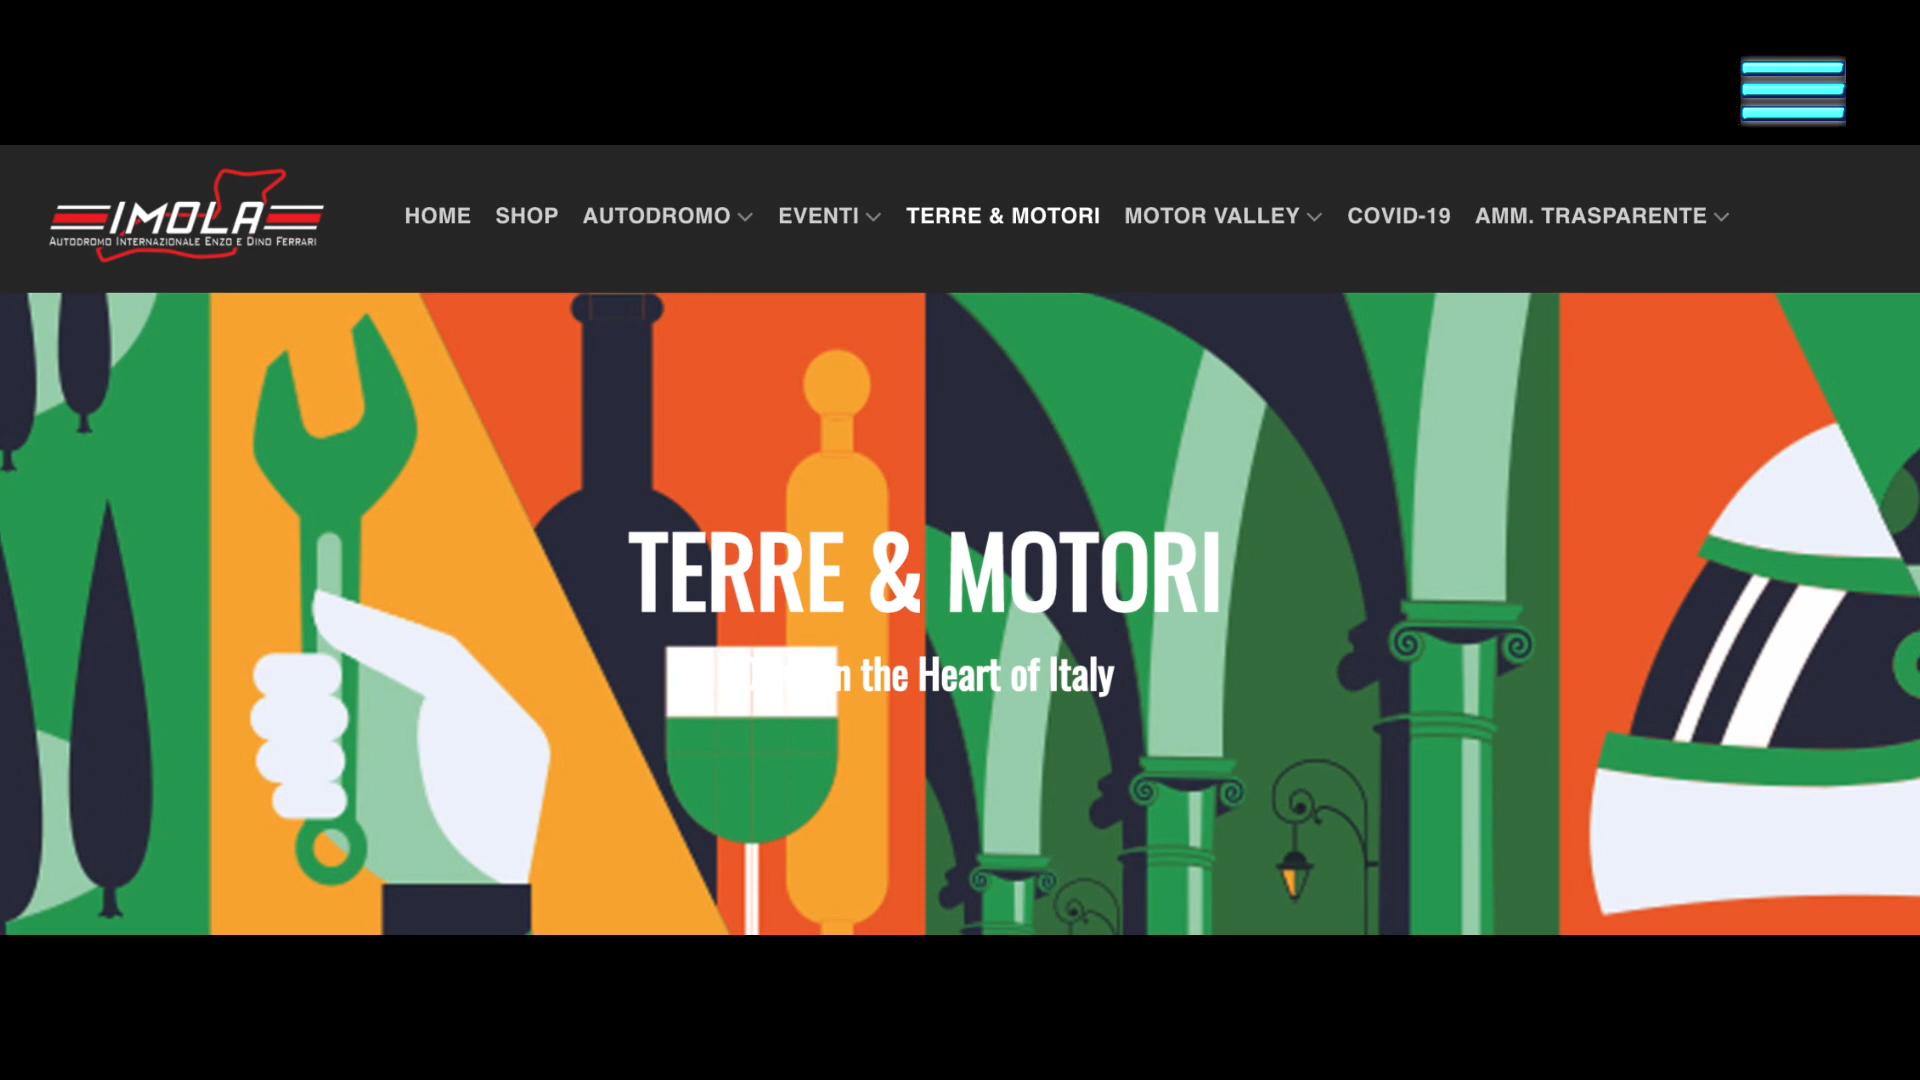 IMOLA
AUTODROMO INTERNAZIONALE ENZO E DINO FERRARI
HOME SHOP AUTODROMO EVENTI TERRE & MOTORI MOTOR VALLEY COVID-19 AMM. TRASPARENTE
TERRE & MOTORI
the Heart of Italy